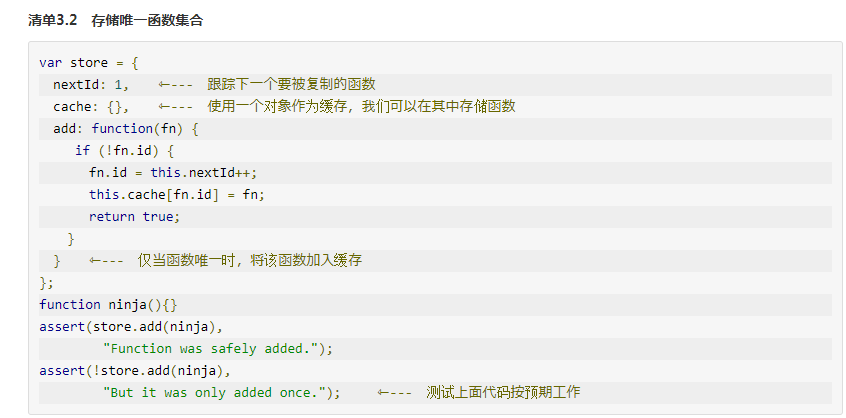 清单3.2 存储唯一函数集合
var store = {
  nextId: 1,    ⇽--- 跟踪下一个要被复制的函数
  cache: {},    ⇽--- 使用一个对象作为缓存，我们可以在其中存储函数
  add: function(fn) {
     if (!fn.id) {
       fn.id = this.nextId++;
       this.cache[fn.id] = fn;
       return true;
    }
  }    ⇽--- 仅当函数唯一时，将该函数加入缓存
};
function ninja(){}
assert(store.add(ninja),
         "Function was safely added.");
assert(!store.add(ninja),
         "But it was only added once.");    ⇽--- 测试上面代码按预期工作